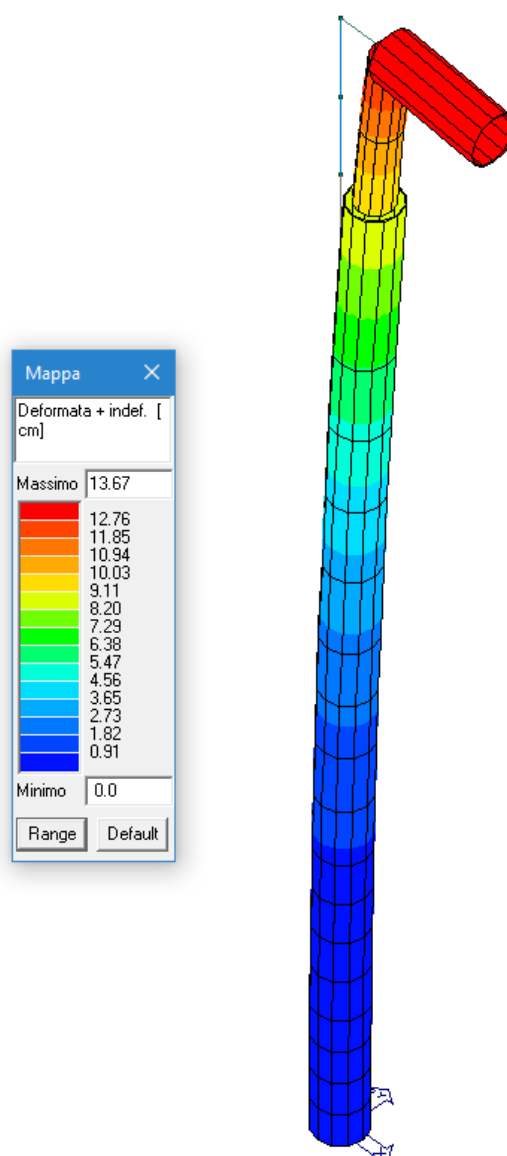 Mappa
Deformata + indef. [
cm]
Massimo 13.67
12.76
11.85
10.94
10.03
9.11
8.20
7.29
6.38
5.47
4.56
3.65
2.73
1.82
0.91
Minimo 0.0
Range Default